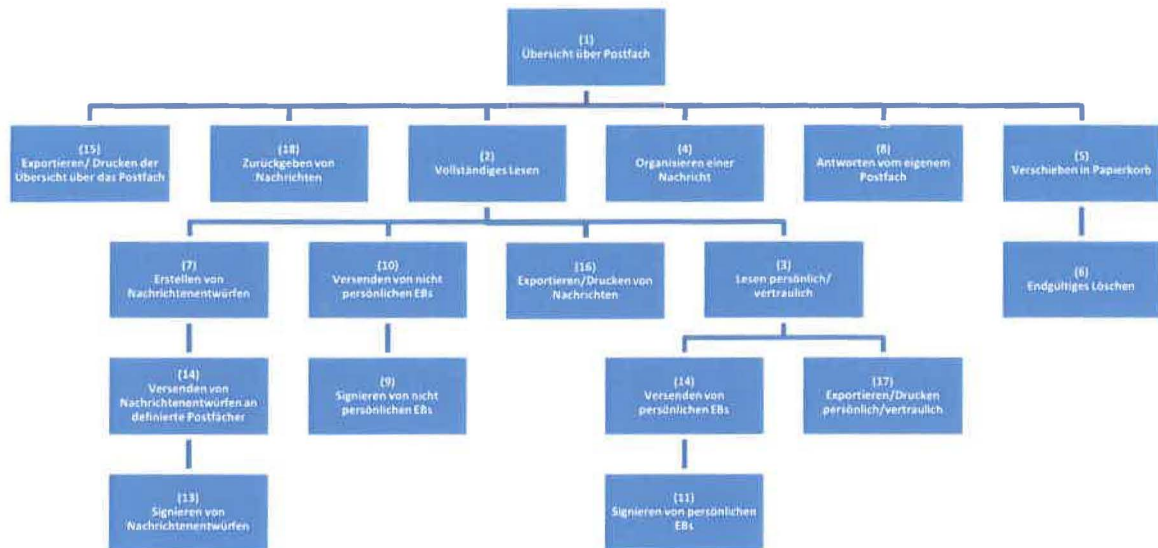 (1)
Übersicht über Postfach
(15)
Exportieren/ Drucken der
Übersicht über das Postfach
(18)
Zurückgeben von
Nachrichten
(2)
Vollständiges Lesen
(4)
Organisieren einer
Nachricht
(8)
Antworten vom eigenem
Postfach
(5)
Verschieben in Papierkorb
(7)
Erstellen von
Nachrichtenentwürfen
(10)
Versenden von nicht
persönlichen EBs
(16)
Exportieren/Drucken von
Nachrichten
(3)
Lesen persönlich/
vertraulich
(6)
Endgültiges Löschen
(14)
Versenden von
Nachrichtenentwürfen an
definierte Postfächer
(9)
Signieren von nicht
persönlichen EBs
(14)
Versenden von
persönlichen EBs
(17)
Exportieren/Drucken
persönlich/vertraulich
(13)
Signieren von
Nachrichtenentwürfen
(11)
Signieren von persönlichen
EBs